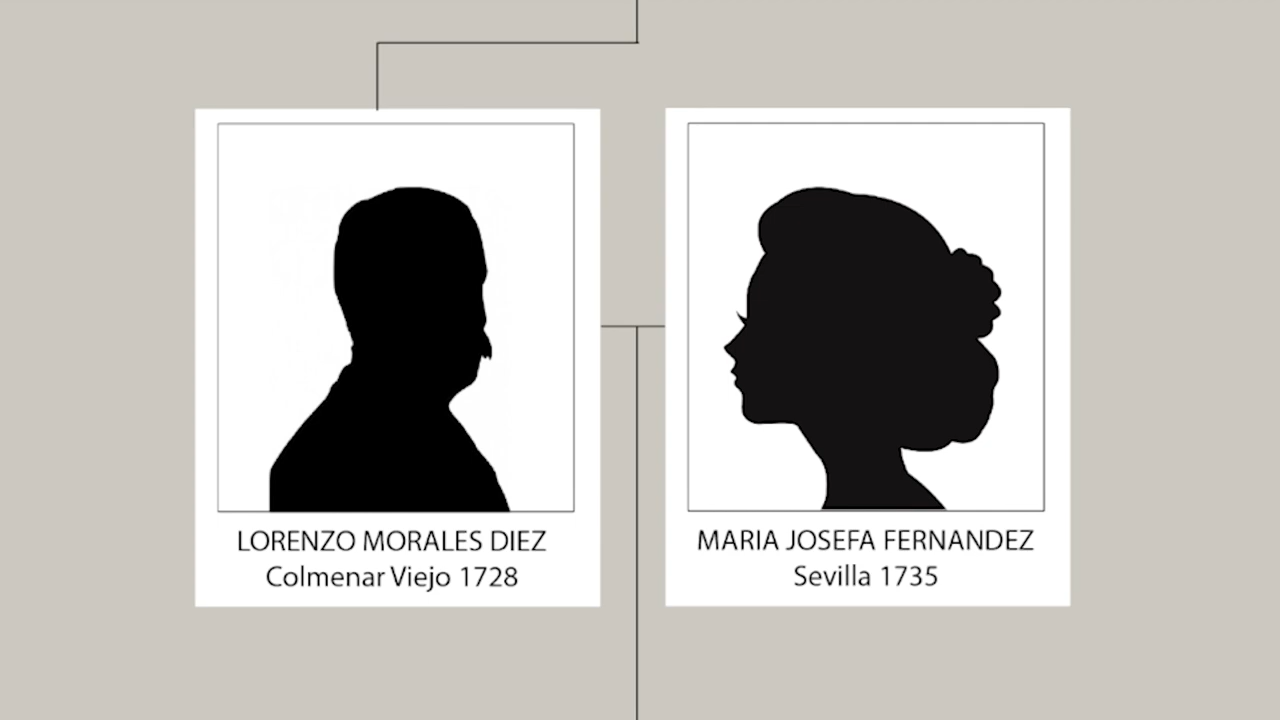 LORENZO MORALES DIEZ
Colmenar Viejo 1728
MARIA JOSEFA FERNANDEZ
Sevilla 1735